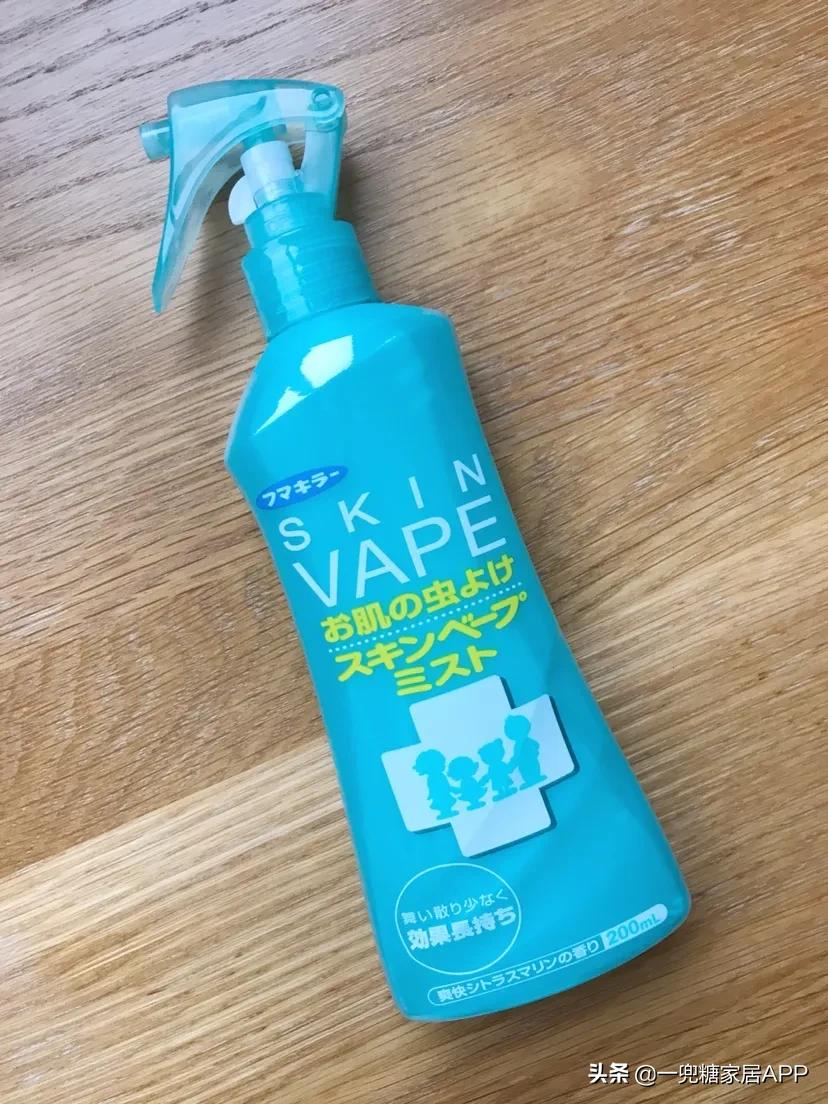 フマキラー
SKIN
VAPE
お肌の虫よけ
スキンベープ
ミスト
舞い散り少なく
効果長持ち
爽快シトラスマリンの香り 200mL
头条 @一兜糖家居APP